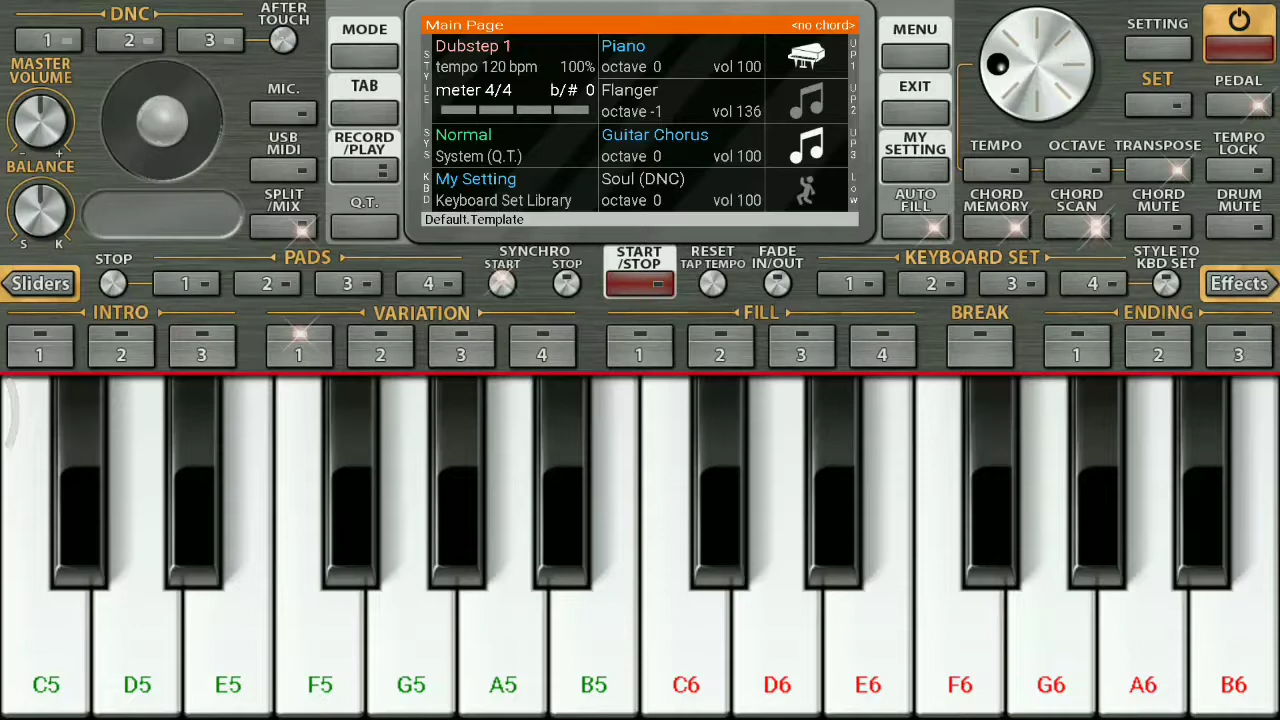 DNC
AFTER
TOUCH
1 2 3
MASTER
VOLUME
- +
BALANCE
S K
MIC.
USB
MIDI
SPLIT
/MIX
MODE
TAB
RECORD
/PLAY
Q.T.
Main Page <no chord>
STYLE
Dubstep 1
tempo 120 bpm 100%
meter 4/4 b/# 0
SYS
Normal
System (Q.T.)
KBD
My Setting
Keyboard Set Library
Piano
octave 0 vol 100
UP1
Flanger
octave -1 vol 136
UP2
Guitar Chorus
octave 0 vol 100
UP3
Soul (DNC)
octave 0 vol 100
Low
Default.Template
MENU
EXIT
MY
SETTING
AUTO
FILL
SETTING
SET
PEDAL
TEMPO OCTAVE TRANSPOSE
TEMPO
LOCK
CHORD
MEMORY
CHORD
SCAN
CHORD
MUTE
DRUM
MUTE
Sliders
STOP
PADS
1 2 3 4
SYNCHRO
START STOP
START
/STOP
RESET
TAP TEMPO
FADE
IN/OUT
KEYBOARD SET
1 2 3 4
STYLE TO
KBD SET
Effects
INTRO
1 2 3
VARIATION
1 2 3 4
FILL
1 2 3 4
BREAK
ENDING
1 2 3
C5 D5 E5 F5 G5 A5 B5 C6 D6 E6 F6 G6 A6 B6